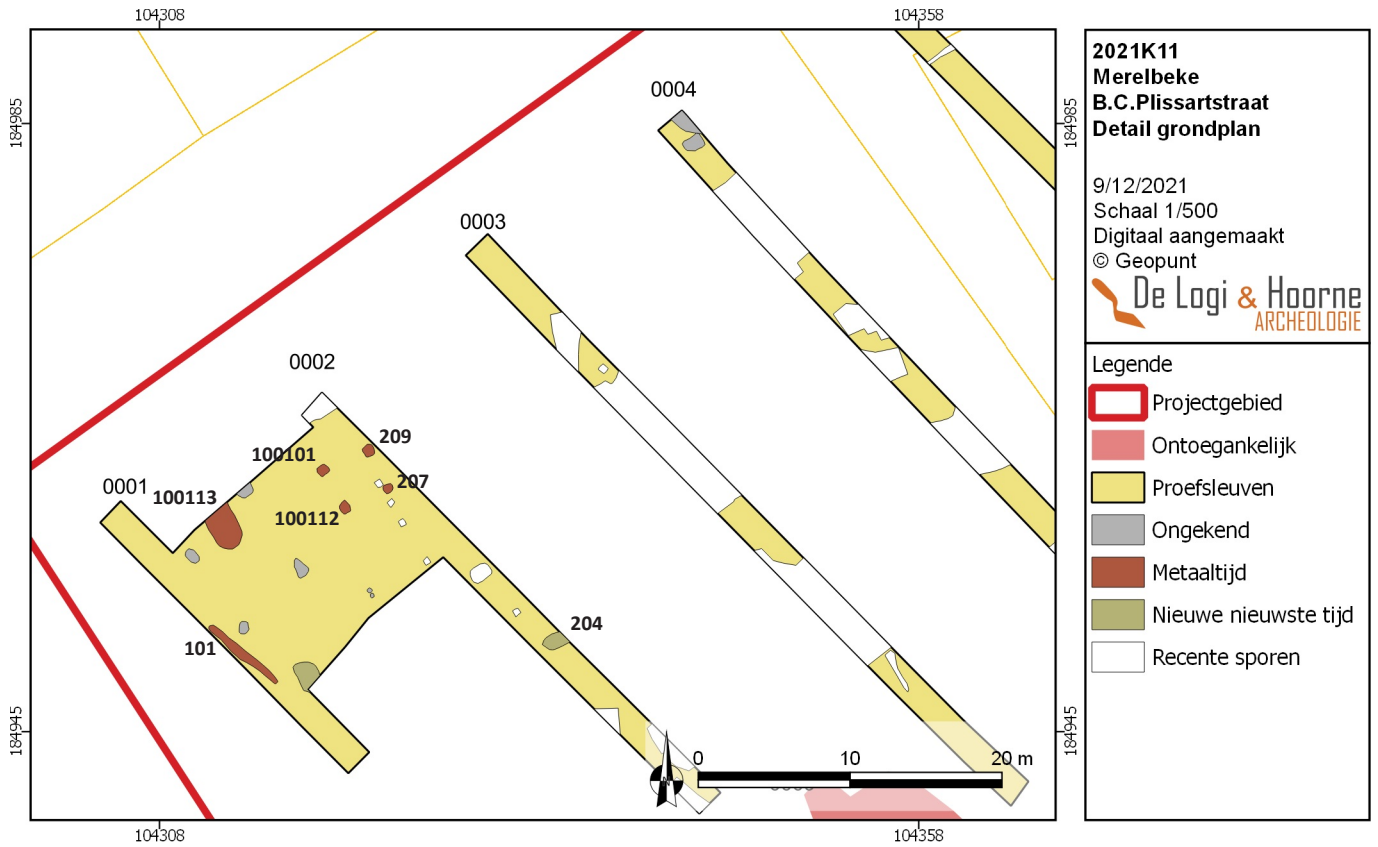 104308
104358
184985
184985
0004
0003
0002
209
100101
0001
207
100113
100112
204
101
184945
184945
0
10
20 m
N
104308
104358
2021K11
Merelbeke
B.C.Plissartstraat
Detail grondplan
9/12/2021
Schaal 1/500
Digitaal aangemaakt
© Geopunt
De Logi & Hoorne
ARCHEOLOGIE
Legende
Projectgebied
Ontoegankelijk
Proefsleuven
Ongekend
Metaaltijd
Nieuwe nieuwste tijd
Recente sporen